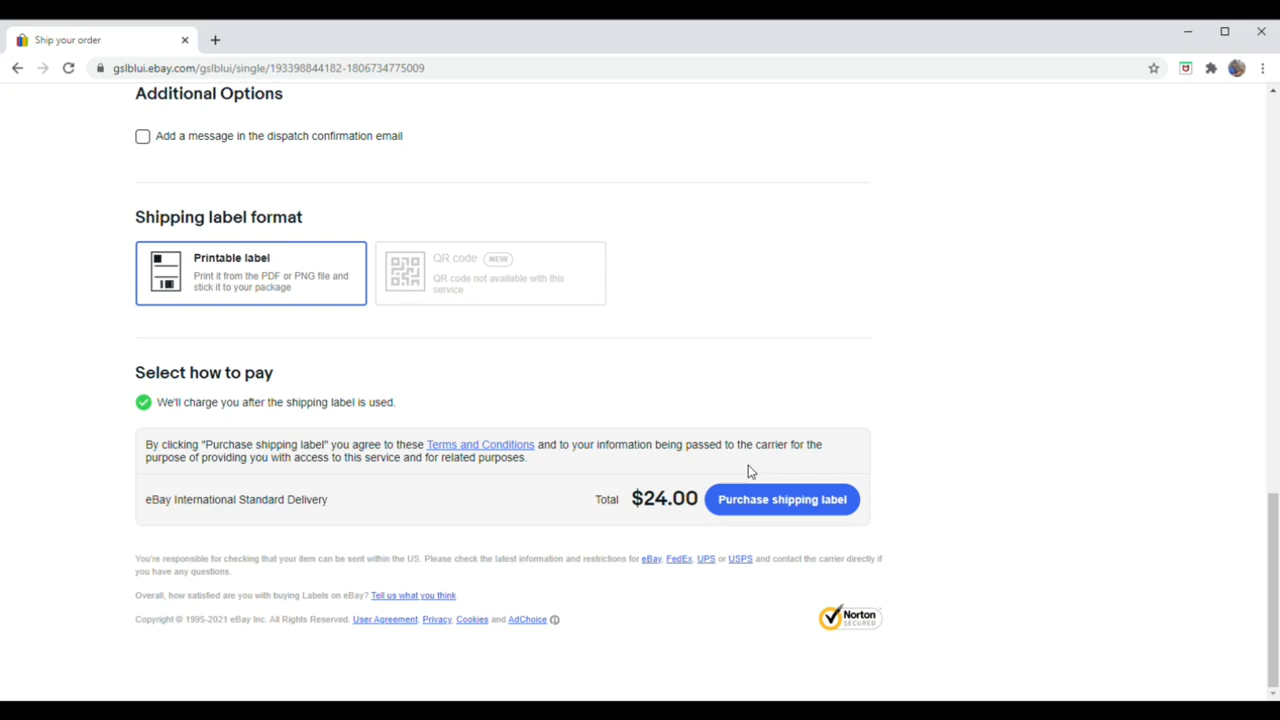 Ship your order
gslblui.ebay.com/gslblui/single/193398844182-1806734775009
Additional Options
Add a message in the dispatch confirmation email
Shipping label format
Printable label
Print it from the PDF or PNG file and
stick it to your package
QR code NEW
QR code not available with this
service
Select how to pay
We'll charge you after the shipping label is used.
By clicking "Purchase shipping label" you agree to these Terms and Conditions and to your information being passed to the carrier for the
purpose of providing you with access to this service and for related purposes.
eBay International Standard Delivery Total $24.00 Purchase shipping label
You're responsible for checking that your item can be sent within the US. Please check the latest information and restrictions for eBay, FedEx, UPS or USPS and contact the carrier directly if
you have any questions.
Overall, how satisfied are you with buying Labels on eBay? Tell us what you think
Copyright © 1995-2021 eBay Inc. All Rights Reserved. User Agreement, Privacy, Cookies and AdChoice
Norton
SECURED